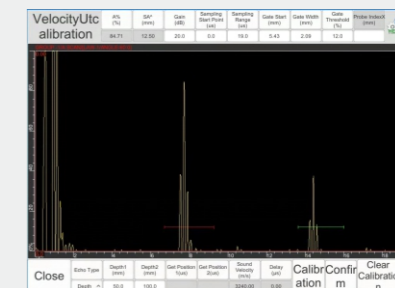 VelocityUtc
alibration
A% (%) SA* (mm) Gain (dB) Sampling Start Point (us) Sampling Range (us) Gate Start (mm) Gate Width (mm) Gate Threshold (%) Probe IndexX (mm)
84.71 12.50 20.0 0.0 19.0 5.43 2.09 12.0
Close Echo Type Depth1 (mm) Depth2 (mm) Get Position 1(us) Get Position 2(us) Sound Velocity (m/s) Delay (μs) Calibr
ation Confir
m Clear
Calibratio
n
Depth 50.0 100.0 3240.00 0.00